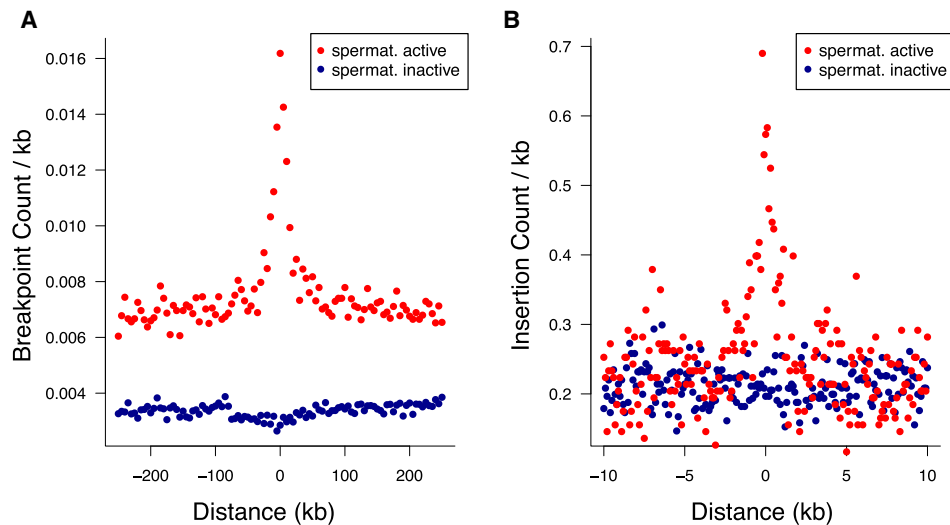 A
spermat. active
spermat. inactive
0.016
0.014
0.012
0.010
0.008
0.006
0.004
Breakpoint Count / kb
−200
−100
0
100
200
Distance (kb)
B
spermat. active
spermat. inactive
0.7
0.6
0.5
0.4
0.3
0.2
Insertion Count / kb
−10
−5
0
5
10
Distance (kb)